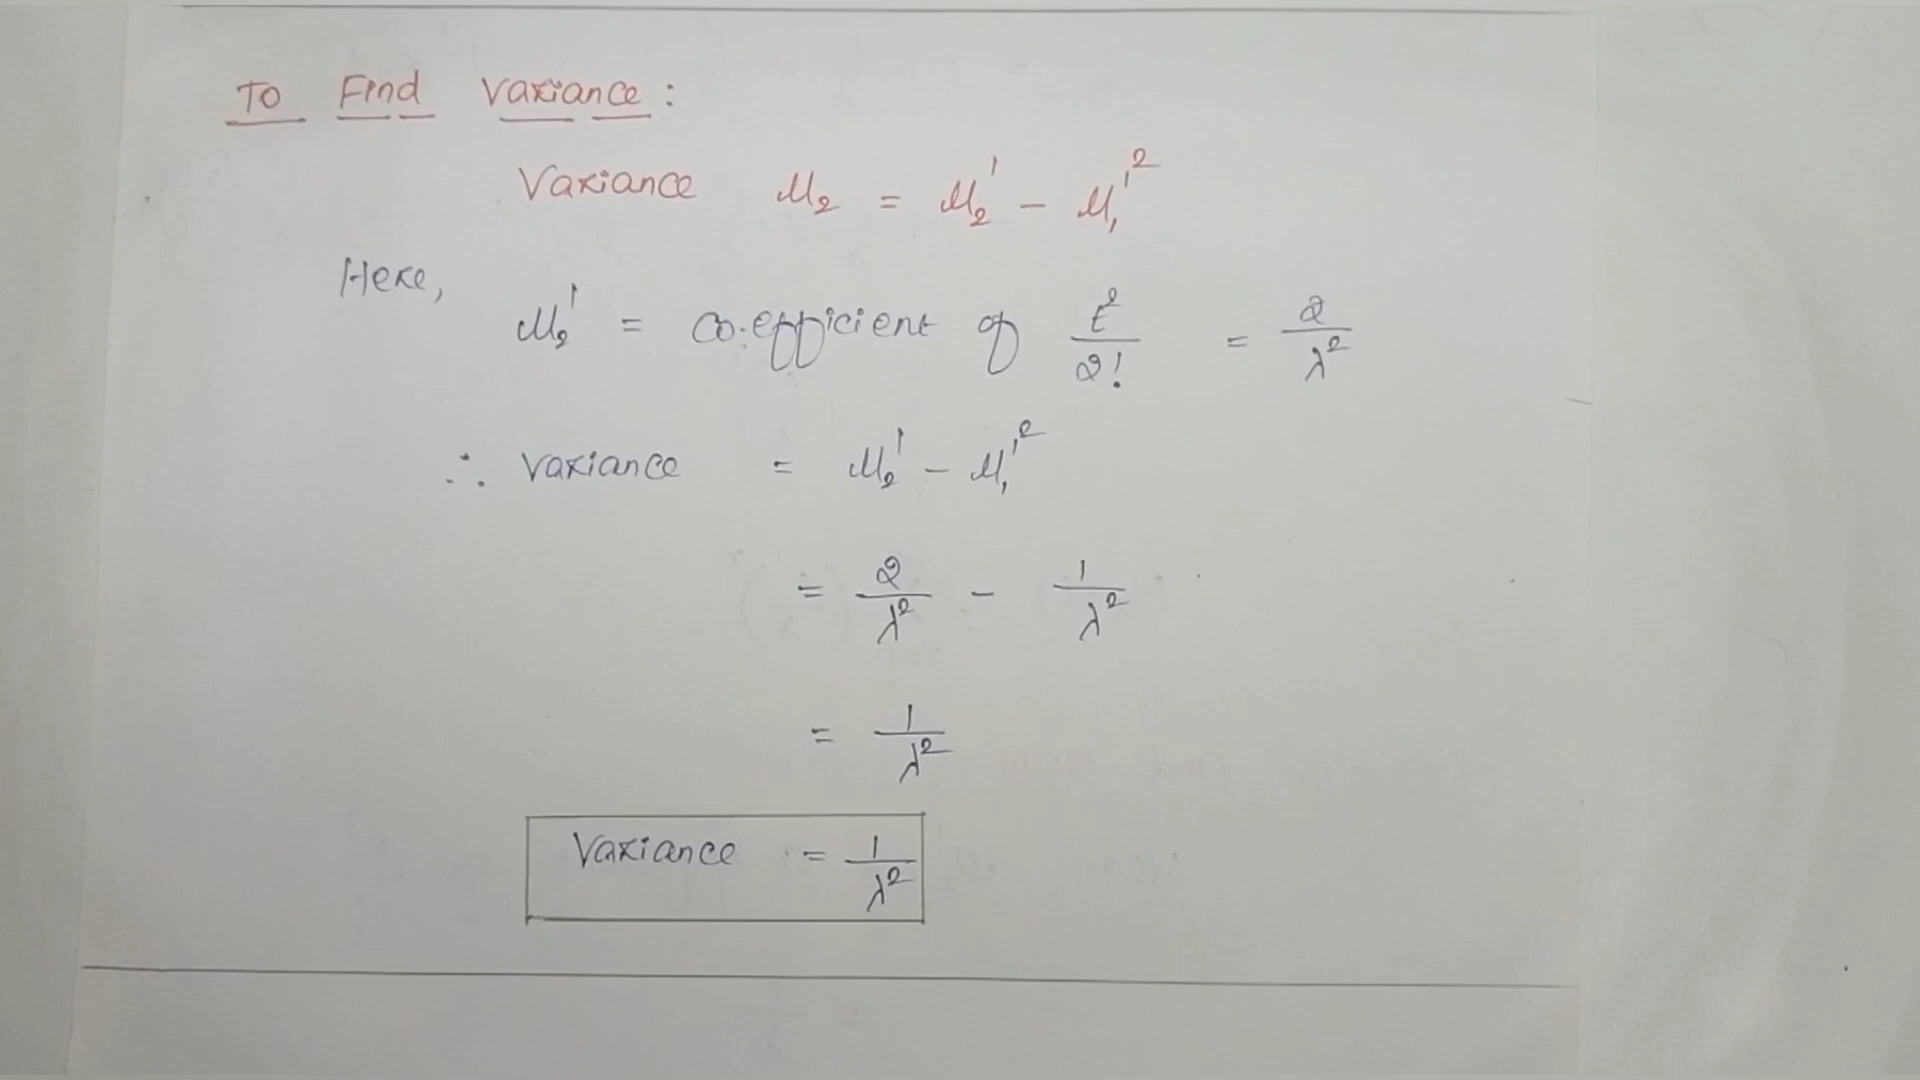 To Find Variance :
Variance μ₂ = μ₂' - μ₁'²
Here,
μ₂' = Co-efficient of t²/2! = 2/λ²
∴ Variance = μ₂' - μ₁'²
= 2/λ² - 1/λ²
= 1/λ²
Variance = 1/λ²